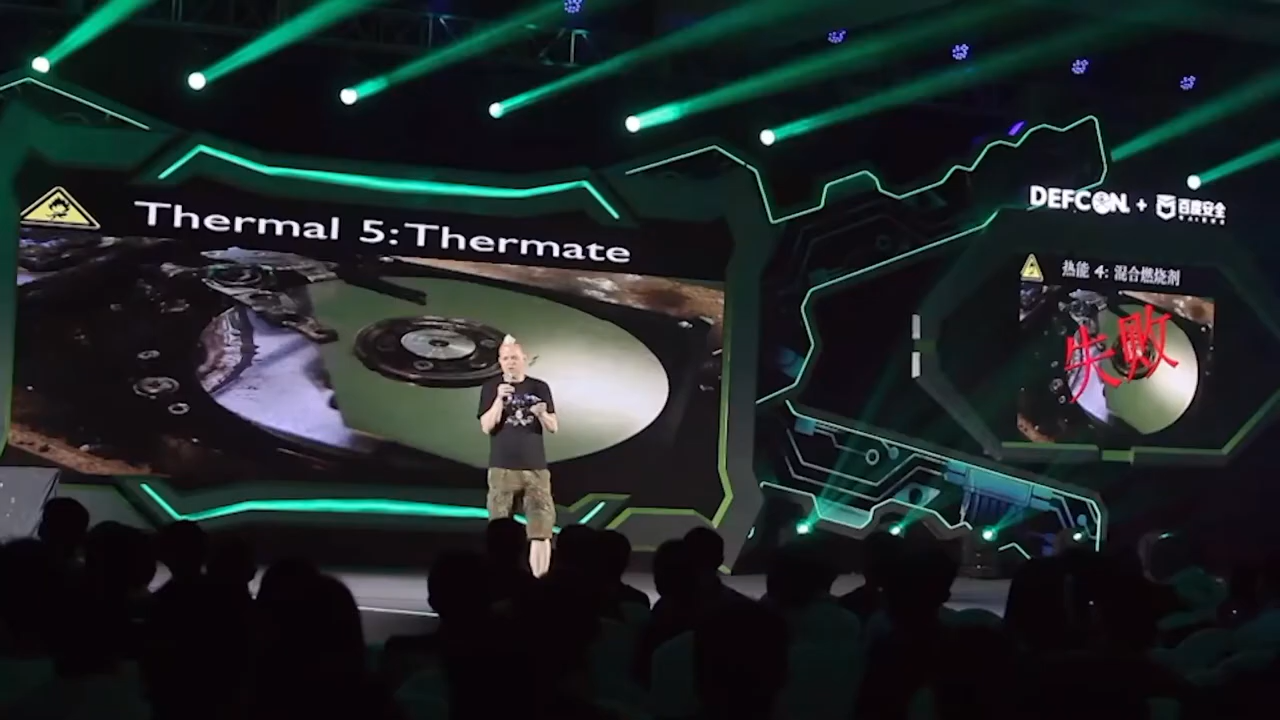 Thermal 5: Thermate
DEFCON + 百度安全
热能 4: 混合燃烧剂
失败